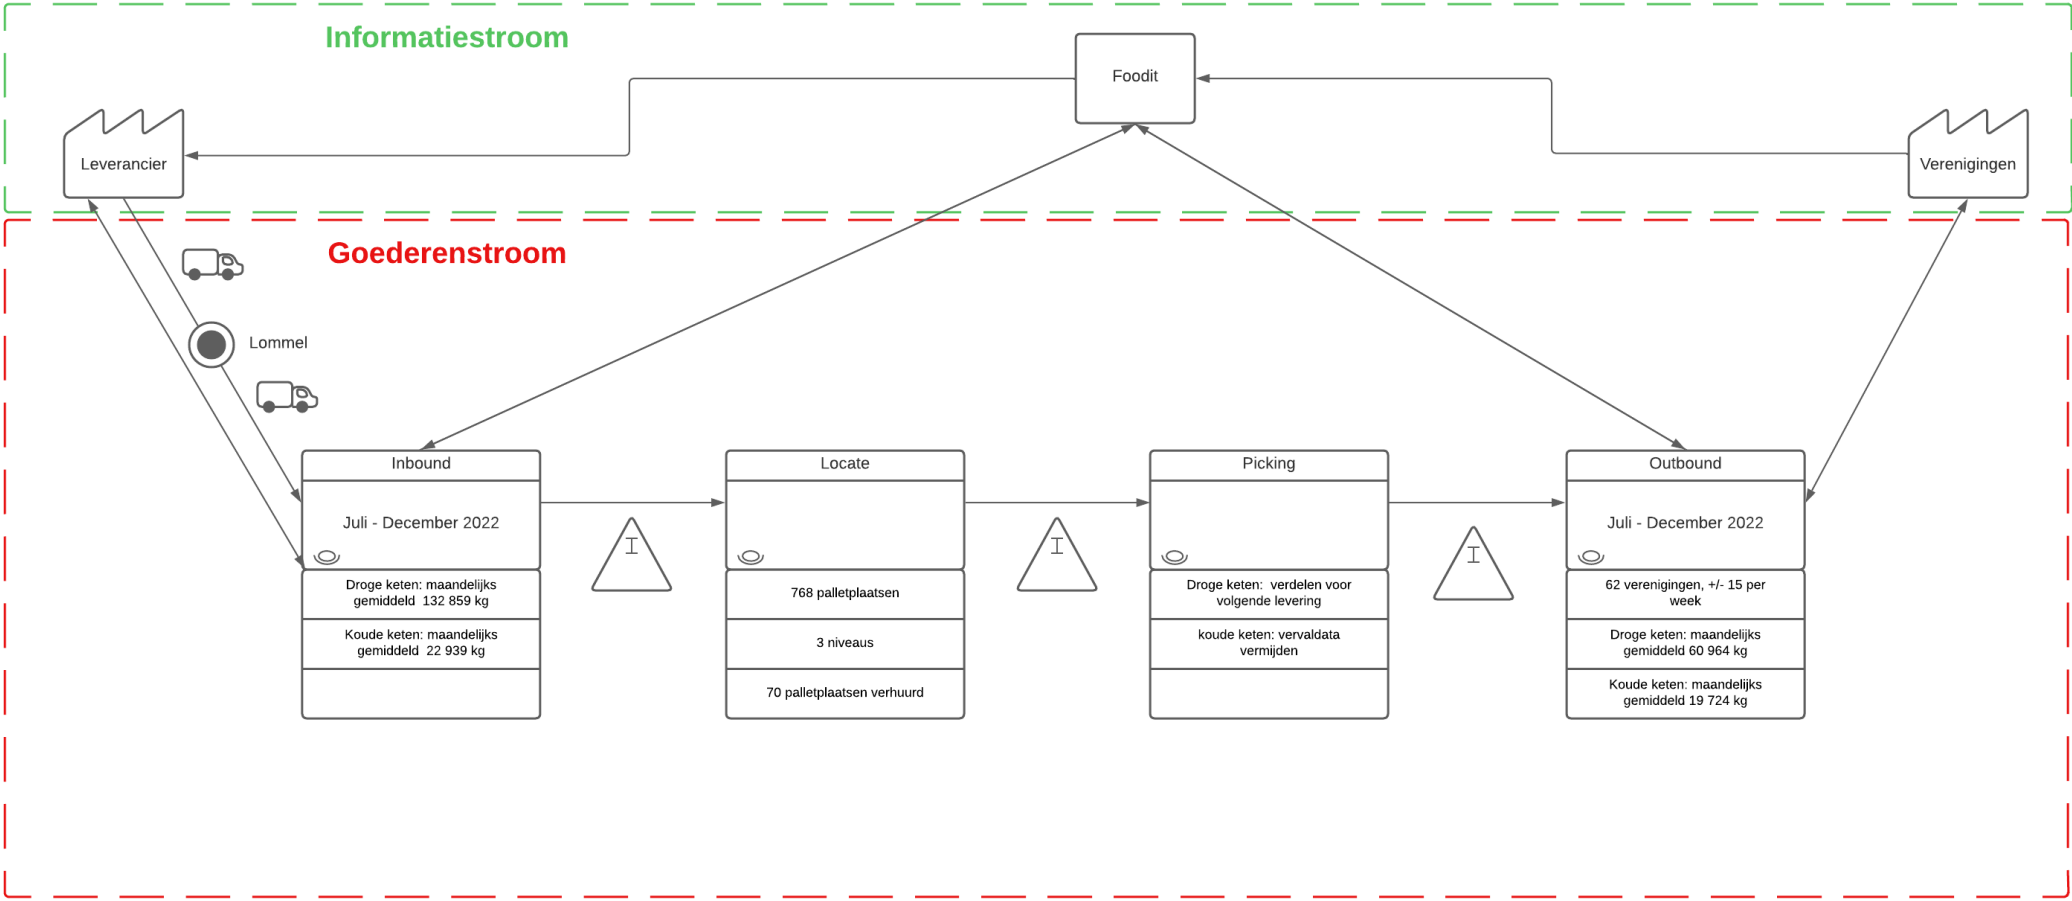 Informatiestroom
Foodit
Leverancier
Verenigingen
Goederenstroom
Lommel
Inbound
Juli - December 2022
Droge keten: maandelijks
gemiddeld 132 859 kg
Koude keten: maandelijks
gemiddeld 22 939 kg
I
Locate
768 palletplaatsen
3 niveaus
70 palletplaatsen verhuurd
I
Picking
Droge keten: verdelen voor
volgende levering
koude keten: vervaldata
vermijden
I
Outbound
Juli - December 2022
62 verenigingen, +/- 15 per
week
Droge keten: maandelijks
gemiddeld 60 964 kg
Koude keten: maandelijks
gemiddeld 19 724 kg